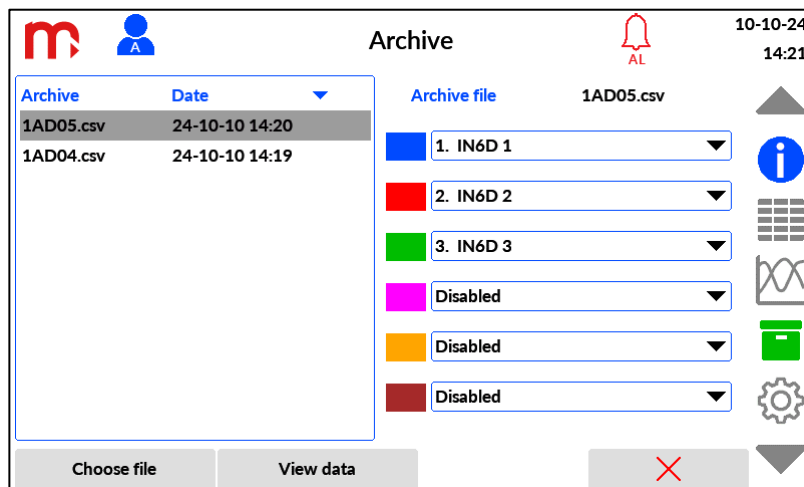 A
Archive
AL
10-10-24
14:21
Archive Date
1AD05.csv 24-10-10 14:20
1AD04.csv 24-10-10 14:19
Archive file 1AD05.csv
1. IN6D 1
2. IN6D 2
3. IN6D 3
Disabled
Disabled
Disabled
Choose file View data